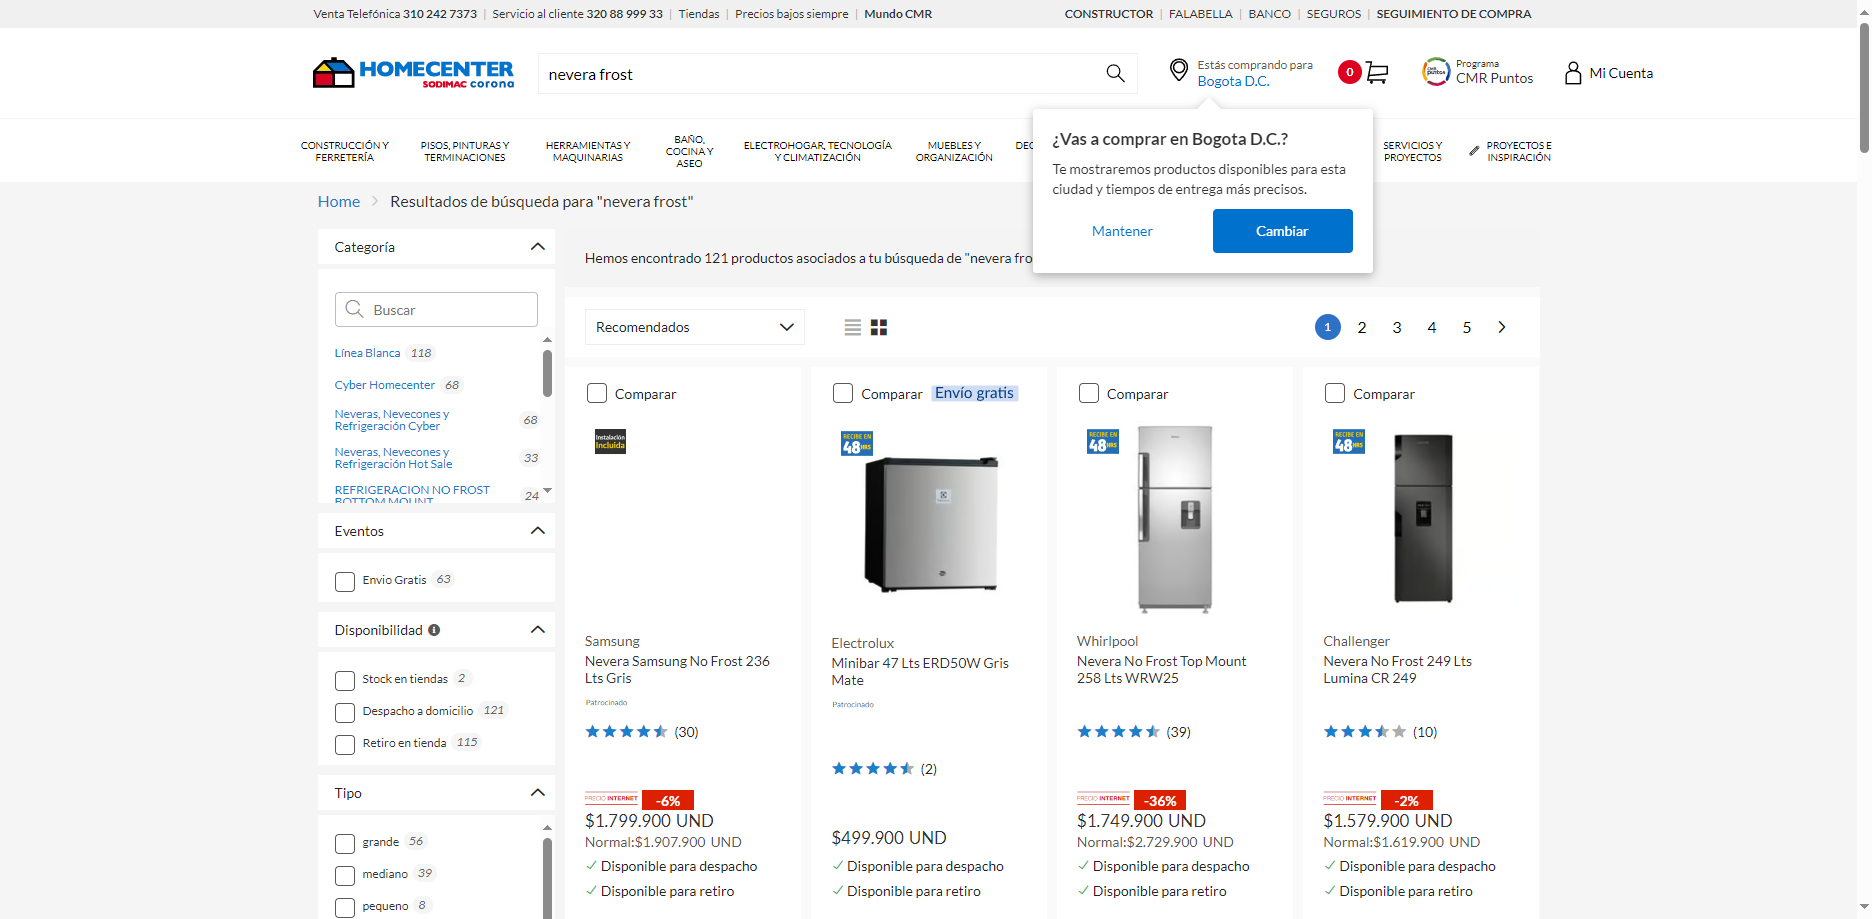 Venta Telefónica 310 242 7373 | Servicio al cliente 320 88 999 33 | Tiendas | Precios bajos siempre | Mundo CMR
CONSTRUCTOR | FALABELLA | BANCO | SEGUROS | SEGUIMIENTO DE COMPRA
HOMECENTER
SODIMAC corona
nevera frost
Estás comprando para
Bogota D.C.
0
CMR puntos
Programa
CMR Puntos
Mi Cuenta
CONSTRUCCIÓN Y
FERRETERÍA
PISOS, PINTURAS Y
TERMINACIONES
HERRAMIENTAS Y
MAQUINARIAS
BAÑO,
COCINA Y
ASEO
ELECTROHOGAR, TECNOLOGÍA
Y CLIMATIZACIÓN
MUEBLES Y
ORGANIZACIÓN
DEC
SERVICIOS Y
PROYECTOS
PROYECTOS E
INSPIRACIÓN
¿Vas a comprar en Bogota D.C.?
Te mostraremos productos disponibles para esta
ciudad y tiempos de entrega más precisos.
Mantener
Cambiar
Home > Resultados de búsqueda para "nevera frost"
Categoría
Buscar
Línea Blanca 118
Cyber Homecenter 68
Neveras, Nevecones y
Refrigeración Cyber 68
Neveras, Nevecones y
Refrigeración Hot Sale 33
REFRIGERACION NO FROST
BOTTOM MOUNT 24
Eventos
Envio Gratis 63
Disponibilidad
Stock en tiendas 2
Despacho a domicilio 121
Retiro en tienda 115
Tipo
grande 56
mediano 39
pequeno 8
Hemos encontrado 121 productos asociados a tu búsqueda de "nevera fro
Recomendados
1 2 3 4 5
Comparar
Instalación
Incluida
Samsung
Nevera Samsung No Frost 236
Lts Gris
Patrocinado
(30)
PRECIO INTERNET -6%
$1.799.900 UND
Normal:$1.907.900 UND
Disponible para despacho
Disponible para retiro
Comparar Envío gratis
RECIBE EN
48HRS
Electrolux
Minibar 47 Lts ERD50W Gris
Mate
Patrocinado
(2)
$499.900 UND
Disponible para despacho
Disponible para retiro
Comparar
RECIBE EN
48HRS
Whirlpool
Nevera No Frost Top Mount
258 Lts WRW25
(39)
PRECIO INTERNET -36%
$1.749.900 UND
Normal:$2.729.900 UND
Disponible para despacho
Disponible para retiro
Comparar
RECIBE EN
48HRS
Challenger
Nevera No Frost 249 Lts
Lumina CR 249
(10)
PRECIO INTERNET -2%
$1.579.900 UND
Normal:$1.619.900 UND
Disponible para despacho
Disponible para retiro